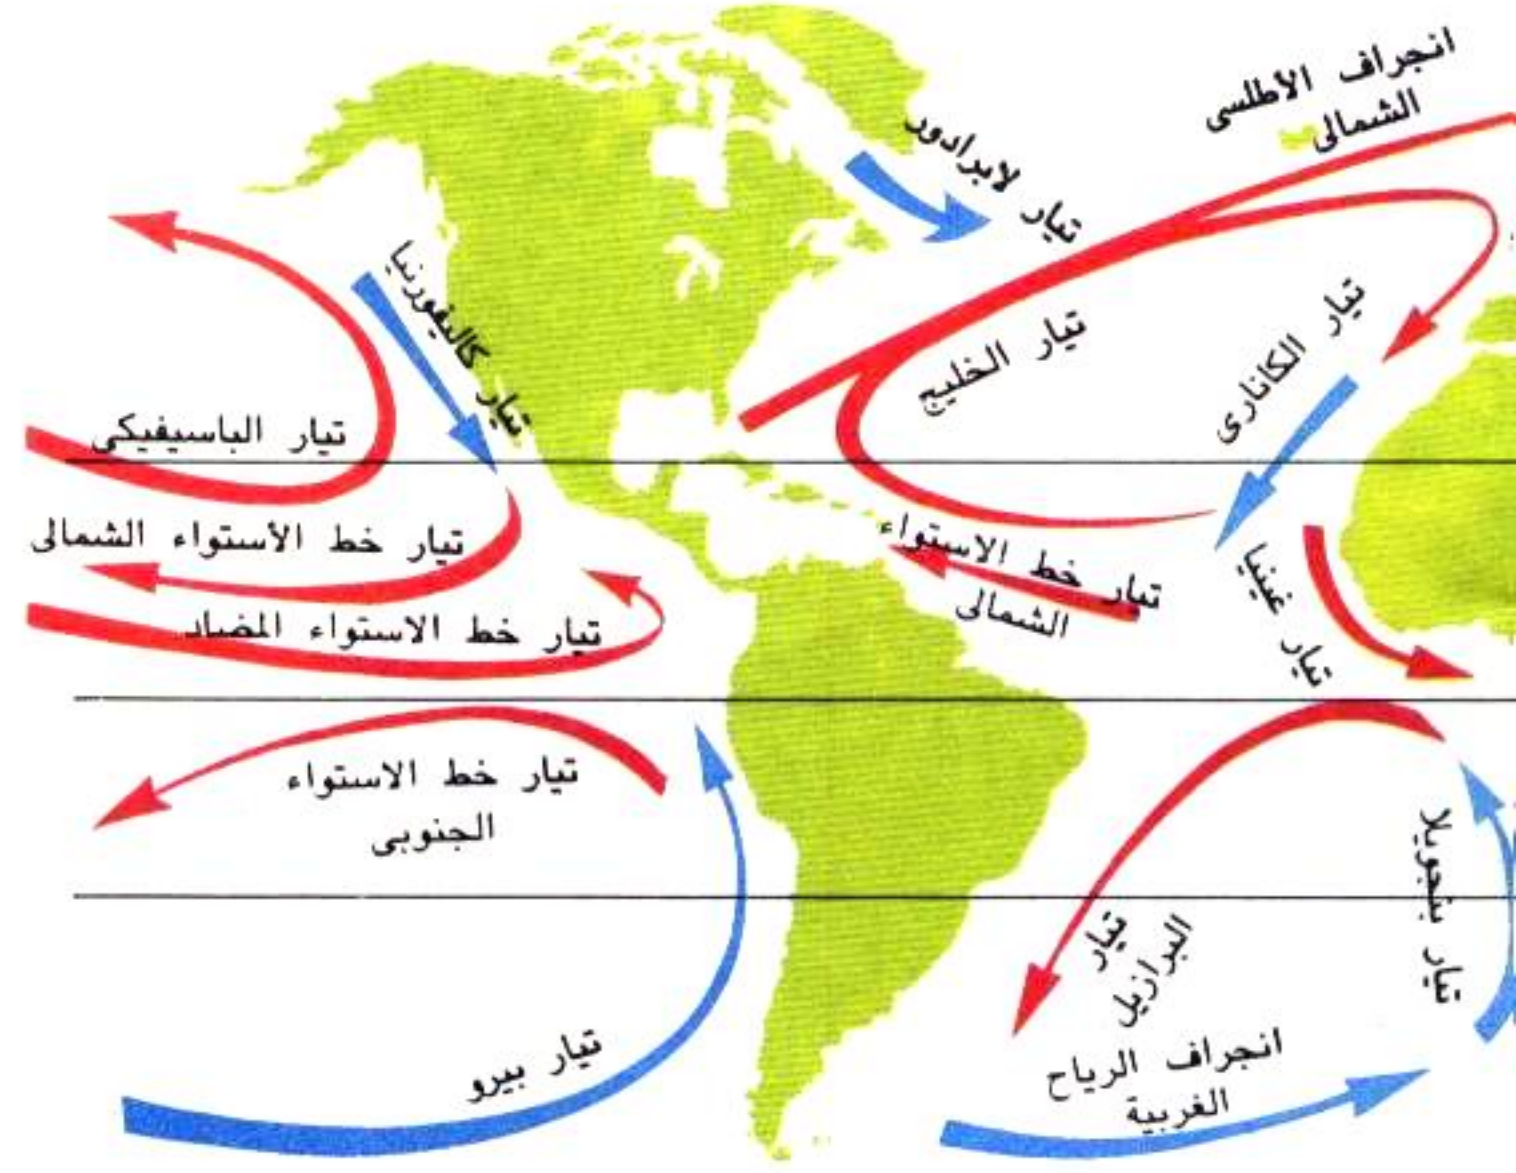 انجراف الأطلسى
الشمالى
تيار لابرادور
تيار كاليفورنيا
تيار الخليج
تيار الكنارى
تيار الباسيفيكى
تيار خط الأستواء الشمالى
تيار خط الاستواء
الشمالى
تيار غينيا
تيار خط الاستواء المضاد
تيار خط الاستواء
الجنوبى
تيار بنجويلا
تيار
البرازيل
تيار بيرو
انجراف الرياح
الغربية